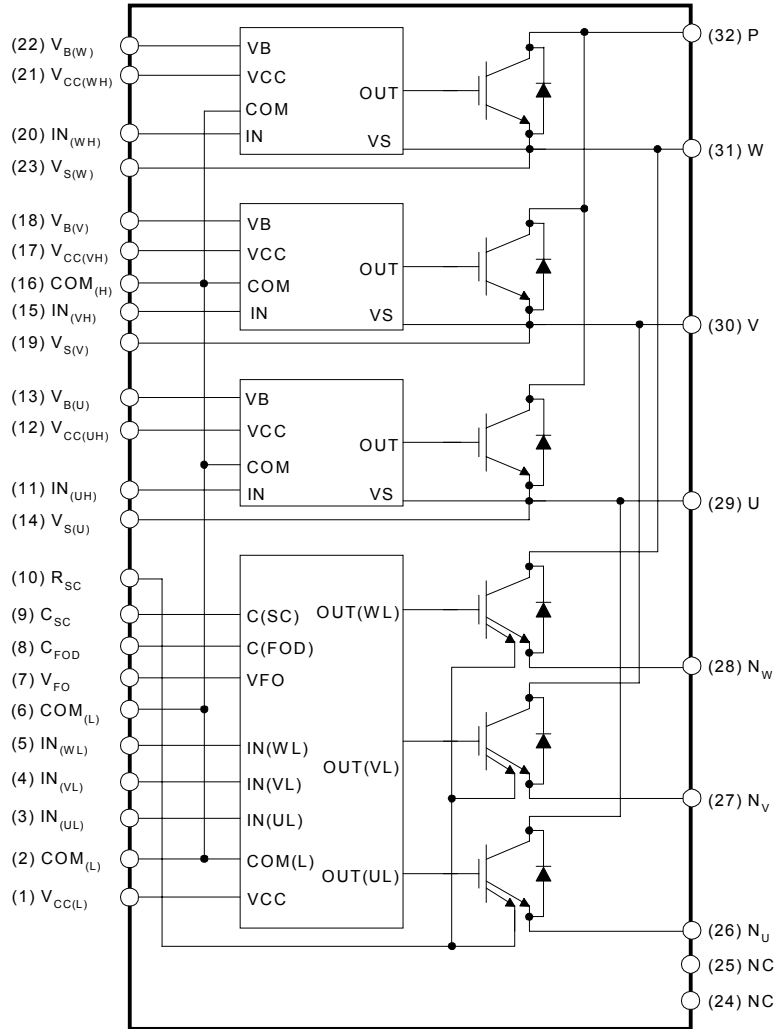 (22) V_B(W)
(21) V_CC(WH)
(20) IN_(WH)
(23) V_S(W)
VB
VCC
COM
IN
OUT
VS
(32) P
(31) W
(18) V_B(V)
(17) V_CC(VH)
(16) COM_(H)
(15) IN_(VH)
(19) V_S(V)
VB
VCC
COM
IN
OUT
VS
(30) V
(13) V_B(U)
(12) V_CC(UH)
(11) IN_(UH)
(14) V_S(U)
VB
VCC
COM
IN
OUT
VS
(29) U
(10) R_SC
(9) C_SC
(8) C_FOD
(7) V_FO
(6) COM_(L)
(5) IN_(WL)
(4) IN_(VL)
(3) IN_(UL)
(2) COM_(L)
(1) V_CC(L)
C(SC)
C(FOD)
VFO
IN(WL)
IN(VL)
IN(UL)
COM(L)
VCC
OUT(WL)
OUT(VL)
OUT(UL)
(28) N_W
(27) N_V
(26) N_U
(25) NC
(24) NC